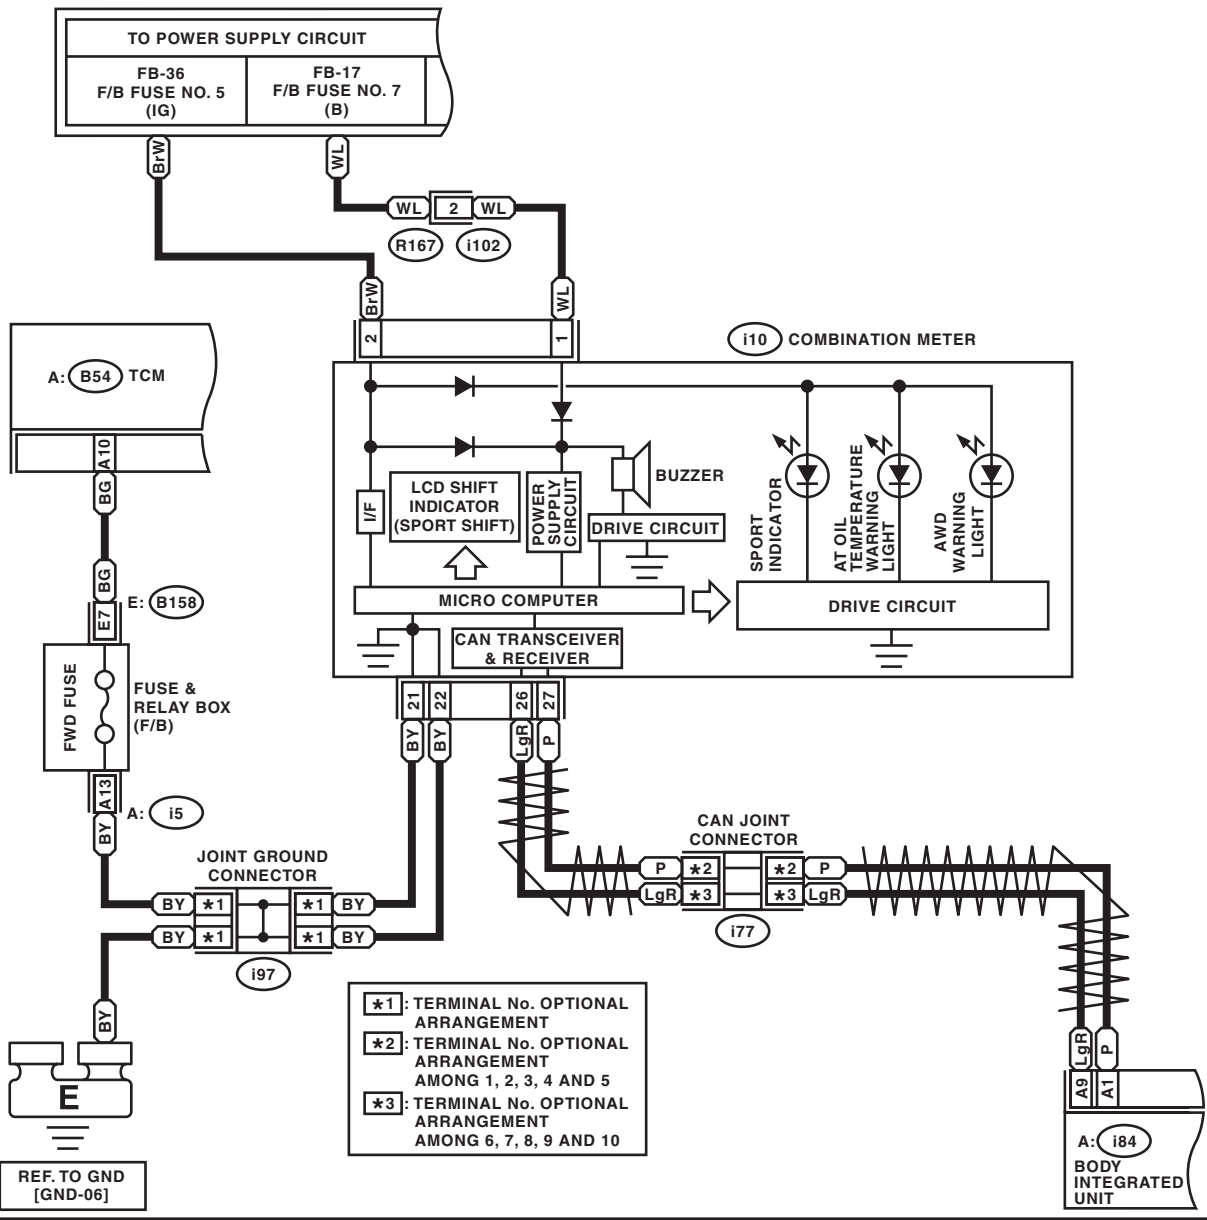 TO POWER SUPPLY CIRCUIT
FB-36
F/B FUSE NO. 5
(IG)
FB-17
F/B FUSE NO. 7
(B)
BrW
WL
WL
2
WL
R167
i102
BrW
WL
2
1
i10 COMBINATION METER
A: B54 TCM
A10
BG
BG
E7
E: B158
FWD FUSE
FUSE &
RELAY BOX
(F/B)
A13
A: i5
BY
I/F
LCD SHIFT
INDICATOR
(SPORT SHIFT)
POWER
SUPPLY
CIRCUIT
BUZZER
DRIVE CIRCUIT
SPORT
INDICATOR
AT OIL
TEMPERATURE
WARNING
LIGHT
AWD
WARNING
LIGHT
MICRO COMPUTER
DRIVE CIRCUIT
CAN TRANSCEIVER
& RECEIVER
21
22
26
27
BY
BY
LgR
P
JOINT GROUND
CONNECTOR
BY
*1
*1
BY
BY
*1
*1
BY
i97
CAN JOINT
CONNECTOR
P
*2
*2
P
LgR
*3
*3
LgR
i77
BY
E
REF. TO GND
[GND-06]
*1 : TERMINAL No. OPTIONAL
ARRANGEMENT
*2 : TERMINAL No. OPTIONAL
ARRANGEMENT
AMONG 1, 2, 3, 4 AND 5
*3 : TERMINAL No. OPTIONAL
ARRANGEMENT
AMONG 6, 7, 8, 9 AND 10
LgR
P
A9
A1
A: i84
BODY
INTEGRATED
UNIT